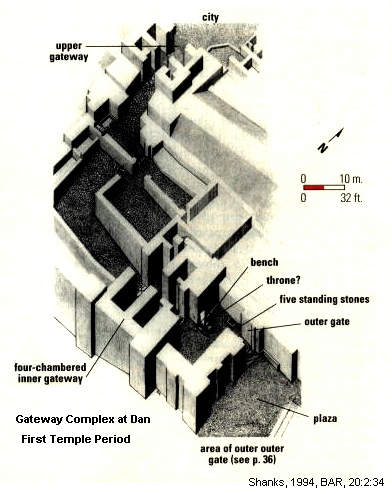 city
upper
gateway
N
0 10 m.
0 32 ft.
bench
throne?
five standing stones
outer gate
four-chambered
inner gateway
plaza
Gateway Complex at Dan
First Temple Period
area of outer outer
gate (see p. 36)
Shanks, 1994, BAR, 20:2:34